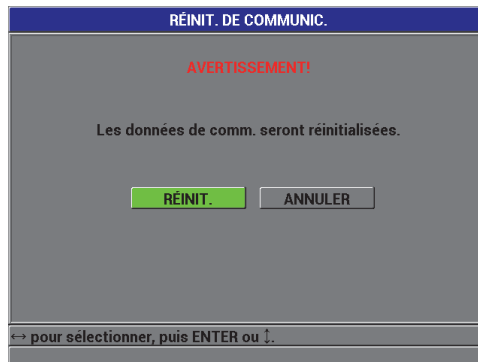 RÉINIT. DE COMMUNIC.
AVERTISSEMENT!
Les données de comm. seront réinitialisées.
RÉINIT. ANNULER
↔ pour sélectionner, puis ENTER ou ↕.